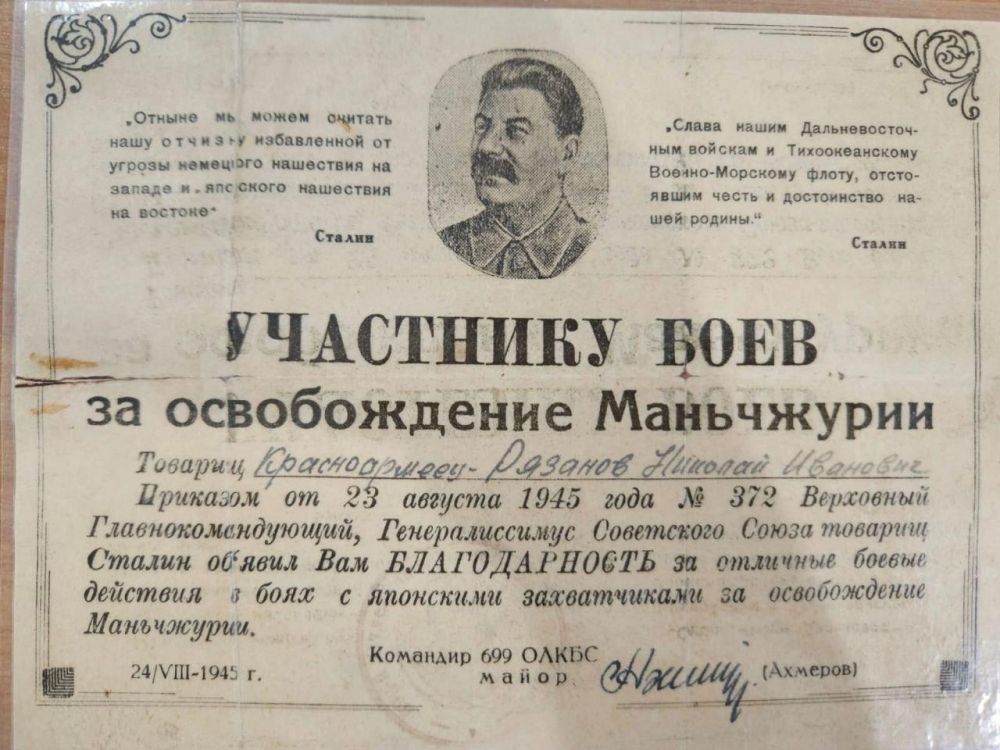 „Отныне мы можем считать
нашу отчизну избавленной от
угрозы немецкого нашествия на
западе и японского нашествия
на востоке“
Сталин
„Слава нашим Дальневосточ-
ным войскам и Тихоокеанскому
Военно-Морскому флоту, отсто-
явшим честь и достоинство на-
шей родины.“
Сталин
УЧАСТНИКУ БОЕВ
за освобождение Маньчжурии
Товарищ Красноармеец - Рязанов Николай Иванович
Приказом от 23 августа 1945 года № 372 Верховный
Главнокомандующий, Генералиссимус Советского Союза товарищ
Сталин об'явил Вам БЛАГОДАРНОСТЬ за отличные боевые
действия в боях с японскими захватчиками за освобождение
Маньчжурии.
24/VIII-1945 г.
Командир 699 ОЛКБС
майор
(Ахмеров)